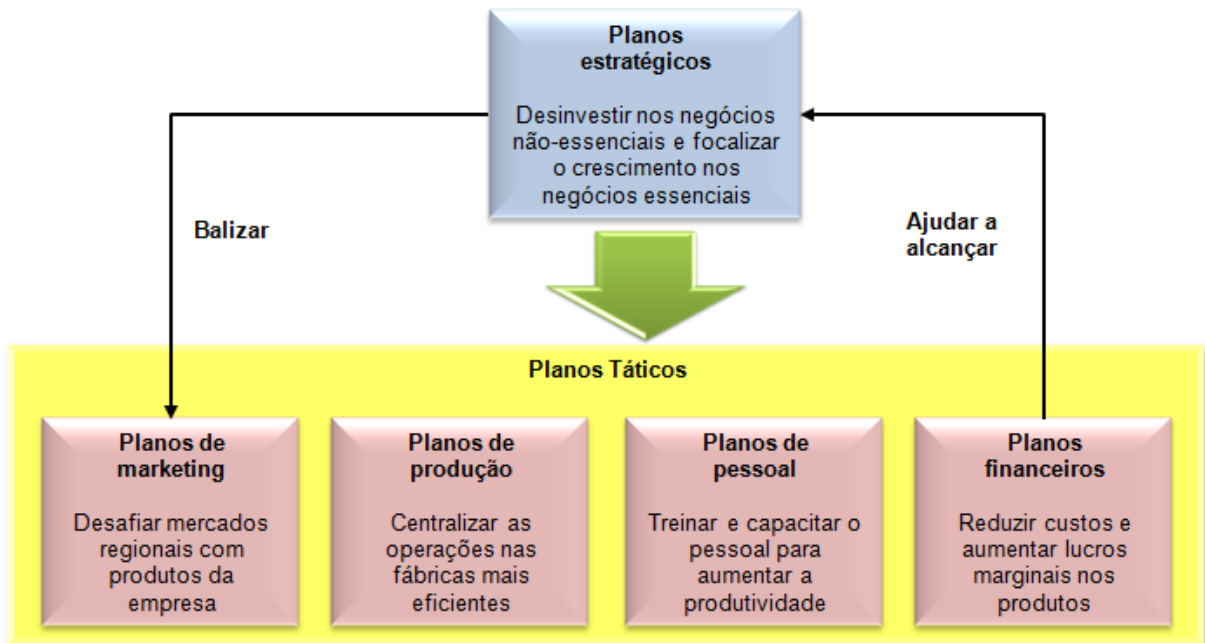 Planos
estratégicos
Desinvestir nos negócios
não-essenciais e focalizar
o crescimento nos
negócios essenciais
Balizar
Ajudar a
alcançar
Planos Táticos
Planos de
marketing
Desafiar mercados
regionais com
produtos da
empresa
Planos de
produção
Centralizar as
operações nas
fábricas mais
eficientes
Planos de
pessoal
Treinar e capacitar o
pessoal para
aumentar a
produtividade
Planos
financeiros
Reduzir custos e
aumentar lucros
marginais nos
produtos